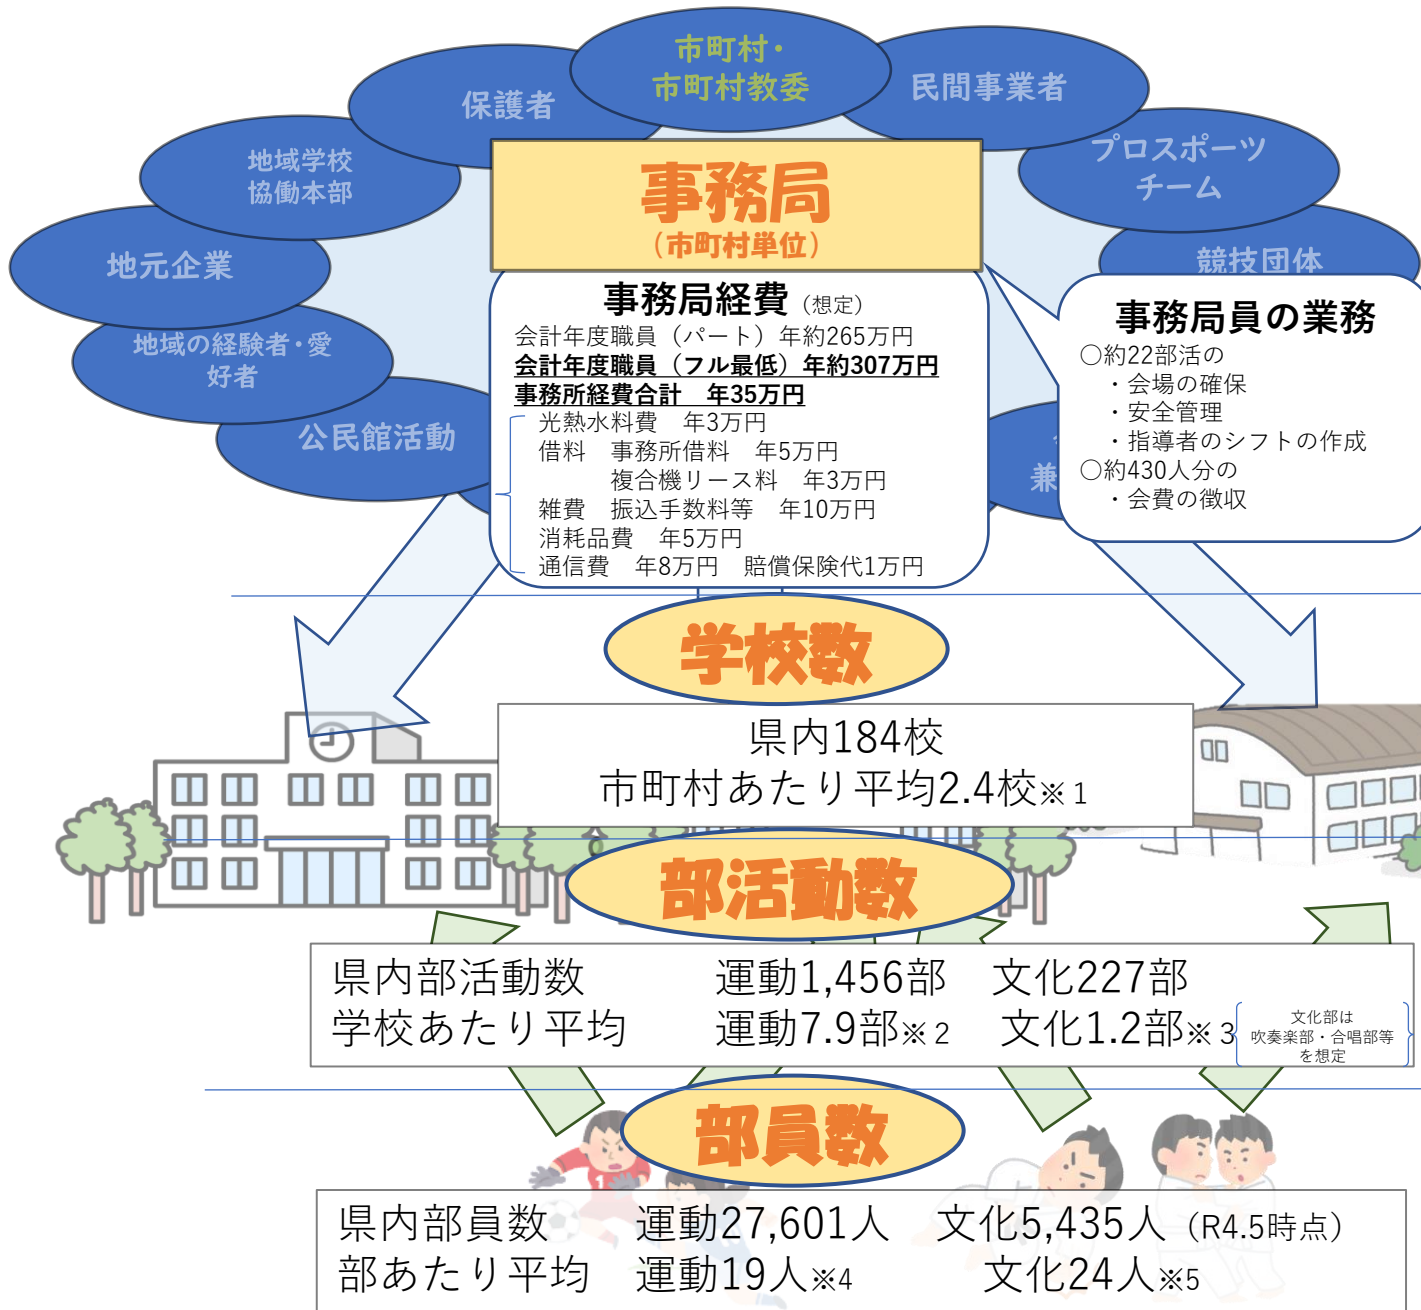 市町村・
市町村教委
保護者
民間事業者
地域学校
協働本部
プロスポーツ
チーム
地元企業
競技団体
地域の経験者・愛
好者
公民館活動
兼
事務局
(市町村単位)
事務局経費（想定）
会計年度職員（パート）年約265万円
会計年度職員（フル最低）年約307万円
事務所経費合計　年35万円
光熱水料費　年3万円
借料　事務所借料　年5万円
複合機リース料　年3万円
雑費　振込手数料等　年10万円
消耗品費　年5万円
通信費　年8万円　賠償保険代1万円
事務局員の業務
○約22部活の
・会場の確保
・安全管理
・指導者のシフトの作成
○約430人分の
・会費の徴収
学校数
県内184校
市町村あたり平均2.4校※1
部活動数
県内部活動数　運動1,456部　文化227部
学校あたり平均　運動7.9部※2　文化1.2部※3
文化部は
吹奏楽部・合唱部等
を想定
部員数
県内部員数　運動27,601人　文化5,435人（R4.5時点）
部あたり平均　運動19人※4　文化24人※5